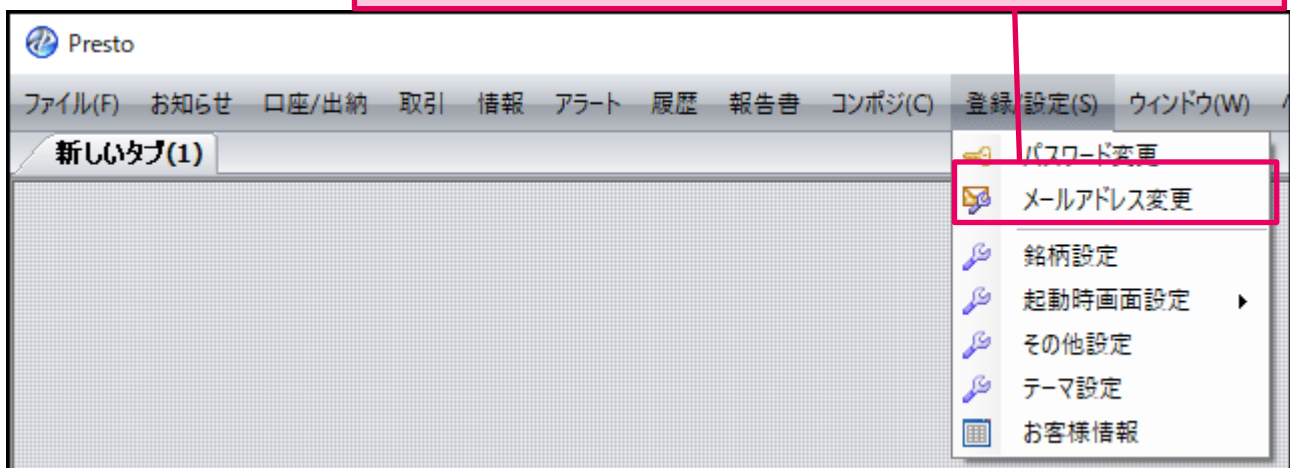 Presto
ファイル(F) お知らせ 口座/出納 取引 情報 アラート 履歴 報告書 コンポジ(C) 登録/設定(S) ウィンドウ(W)
新しいタブ(1)
パスワード変更
メールアドレス変更
銘柄設定
起動時画面設定
その他設定
テーマ設定
お客様情報